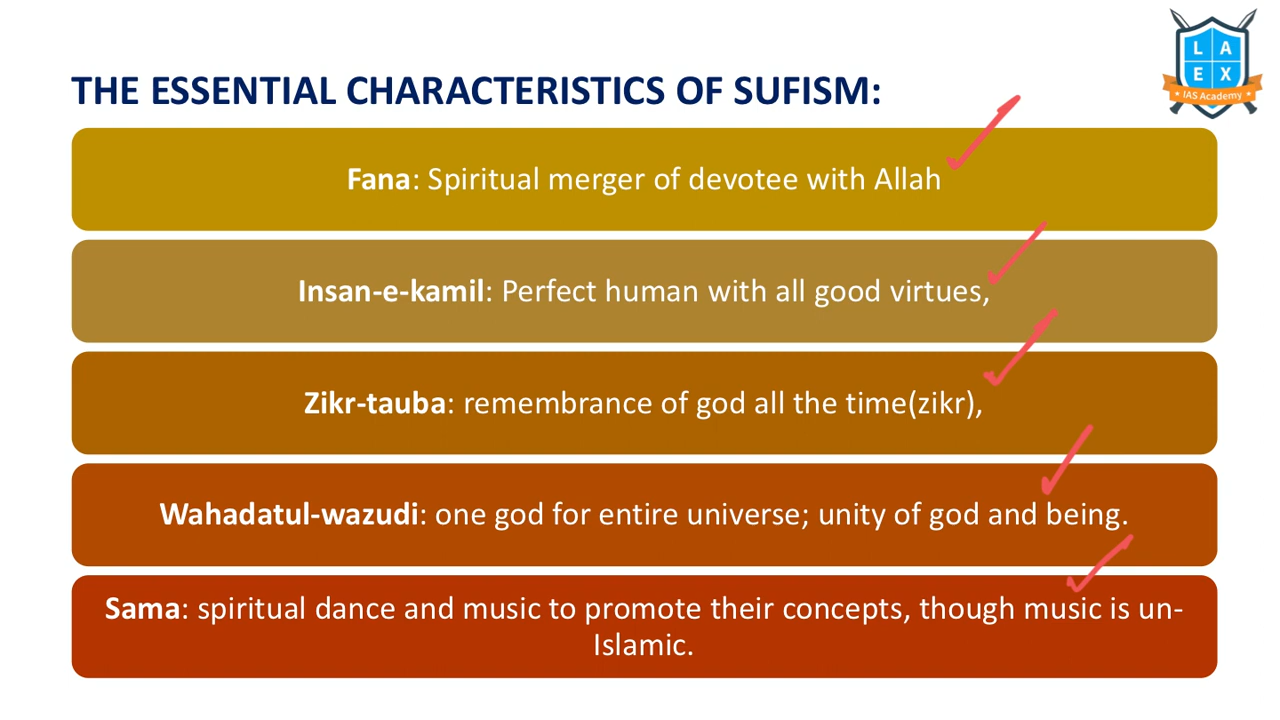 L A
E X
IAS Academy
THE ESSENTIAL CHARACTERISTICS OF SUFISM:
Fana: Spiritual merger of devotee with Allah
Insan-e-kamil: Perfect human with all good virtues,
Zikr-tauba: remembrance of god all the time(zikr),
Wahadatul-wazudi: one god for entire universe; unity of god and being.
Sama: spiritual dance and music to promote their concepts, though music is un-
Islamic.